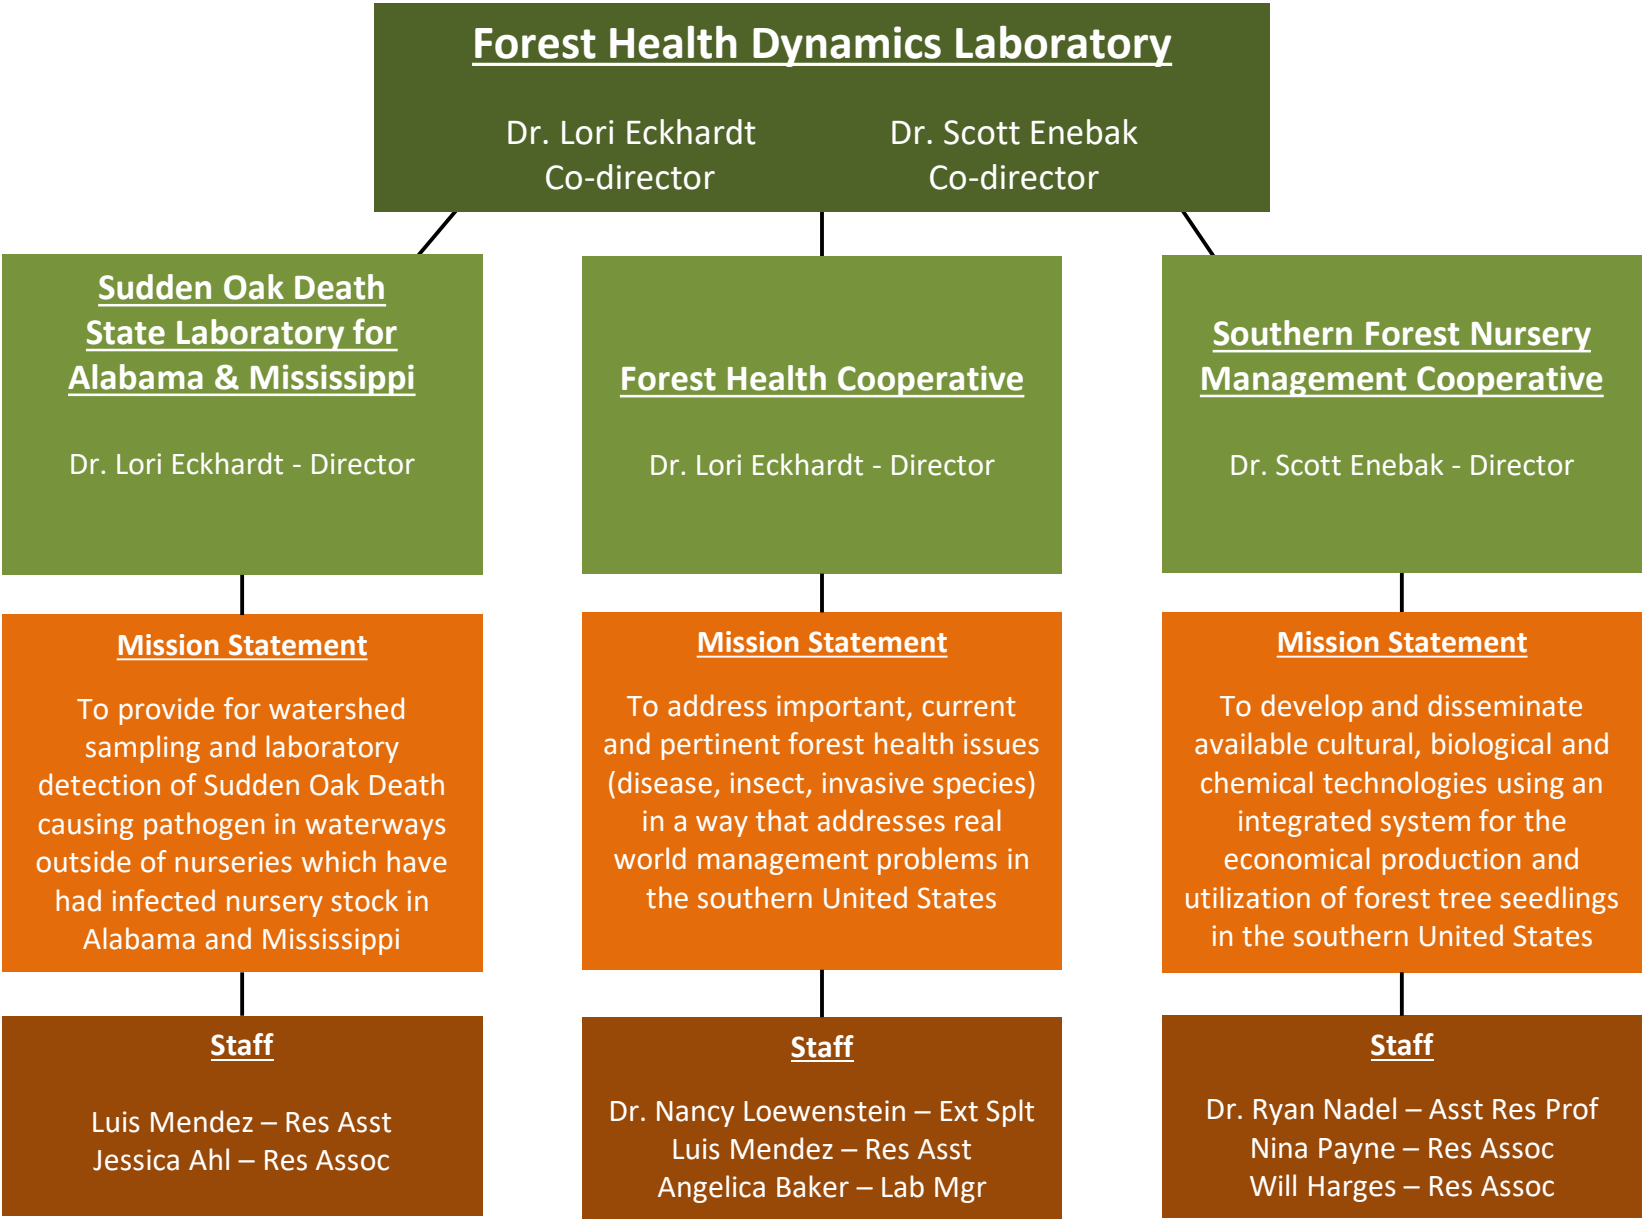 Forest Health Dynamics Laboratory
Dr. Lori Eckhardt
Co-director
Dr. Scott Enebak
Co-director
Sudden Oak Death
State Laboratory for
Alabama & Mississippi
Dr. Lori Eckhardt - Director
Forest Health Cooperative
Dr. Lori Eckhardt - Director
Southern Forest Nursery
Management Cooperative
Dr. Scott Enebak - Director
Mission Statement
To provide for watershed
sampling and laboratory
detection of Sudden Oak Death
causing pathogen in waterways
outside of nurseries which have
had infected nursery stock in
Alabama and Mississippi
Mission Statement
To address important, current
and pertinent forest health issues
(disease, insect, invasive species)
in a way that addresses real
world management problems in
the southern United States
Mission Statement
To develop and disseminate
available cultural, biological and
chemical technologies using an
integrated system for the
economical production and
utilization of forest tree seedlings
in the southern United States
Staff
Luis Mendez – Res Asst
Jessica Ahl – Res Assoc
Staff
Dr. Nancy Loewenstein – Ext Splt
Luis Mendez – Res Asst
Angelica Baker – Lab Mgr
Staff
Dr. Ryan Nadel – Asst Res Prof
Nina Payne – Res Assoc
Will Harges – Res Assoc